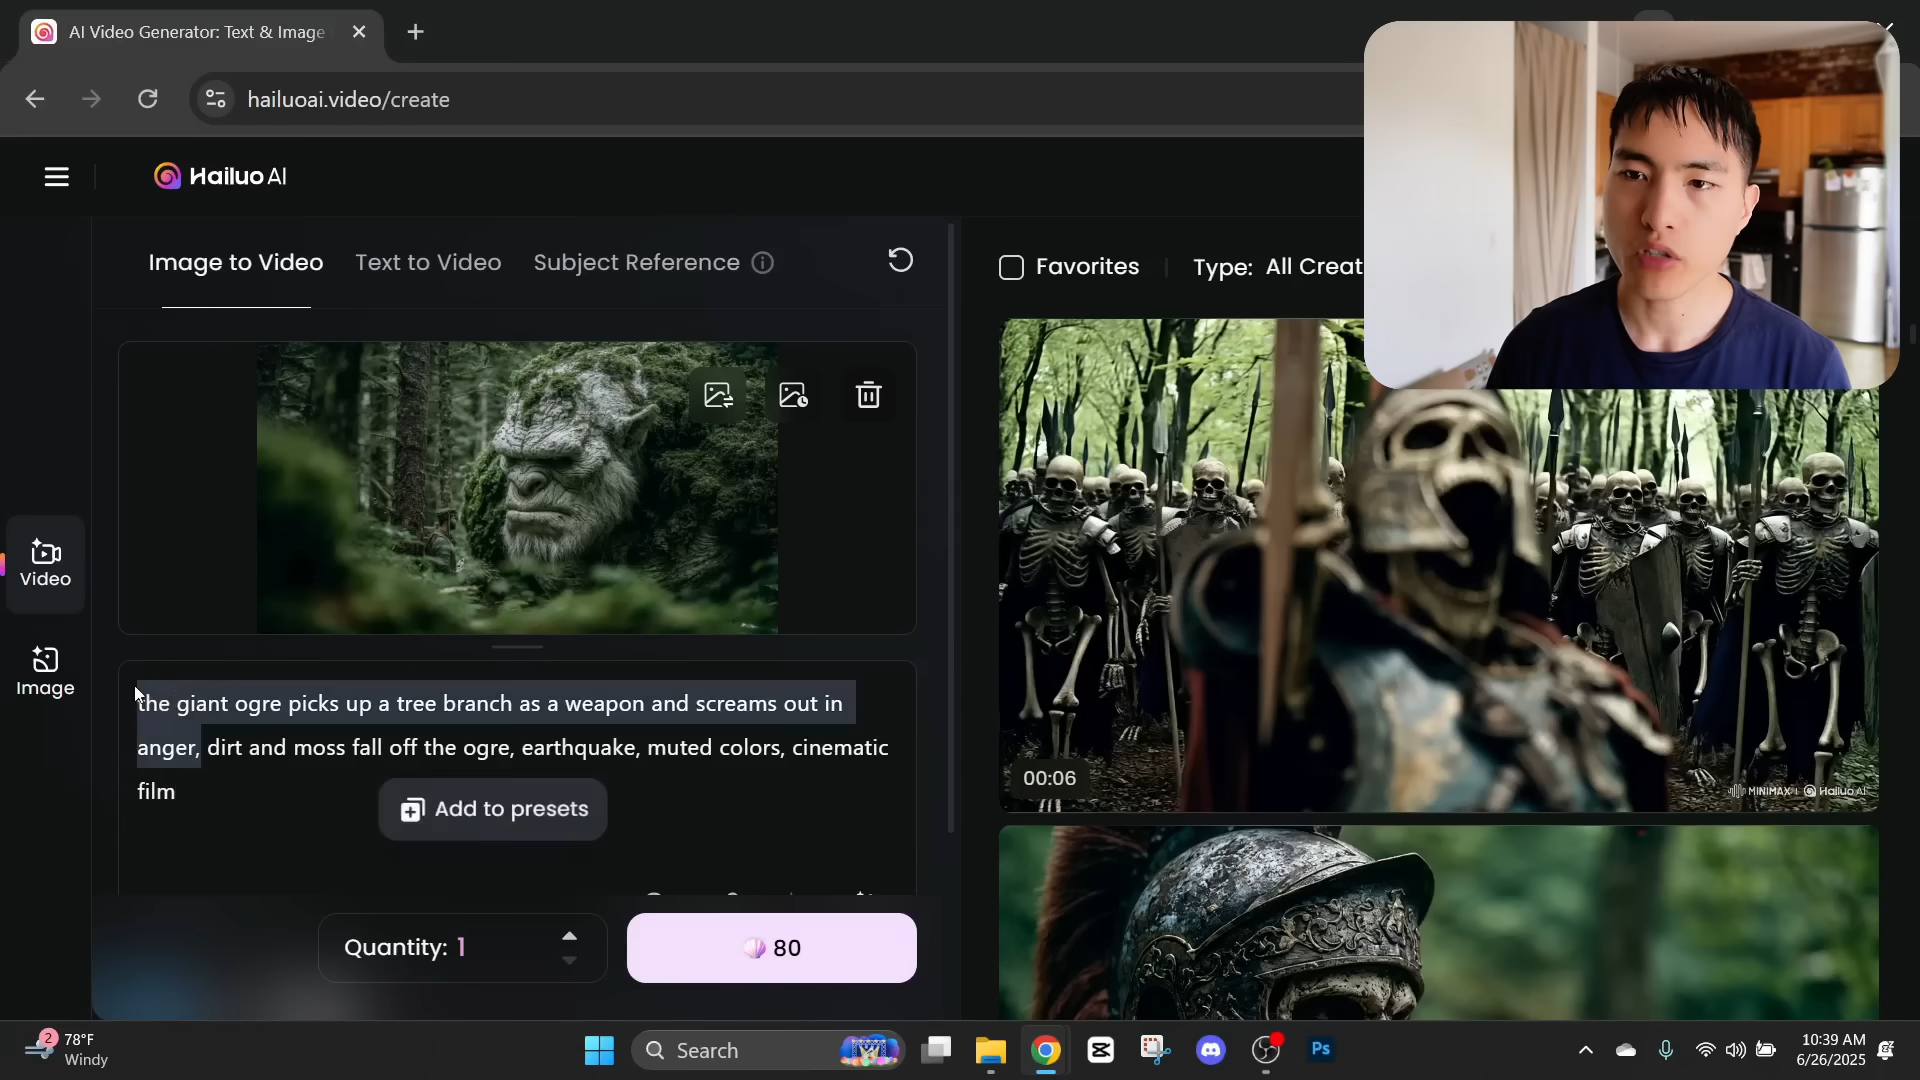 AI Video Generator: Text & Image
hailuoai.video/create
Hailuo AI
Image to Video
Text to Video
Subject Reference
Favorites
Type: All Creat
Video
Image
the giant ogre picks up a tree branch as a weapon and screams out in
anger, dirt and moss fall off the ogre, earthquake, muted colors, cinematic
film
Add to presets
Quantity: 1
80
00:06
MINIMAX | Hailuo AI
2
78°F
Windy
Search
Ps
10:39 AM
6/26/2025